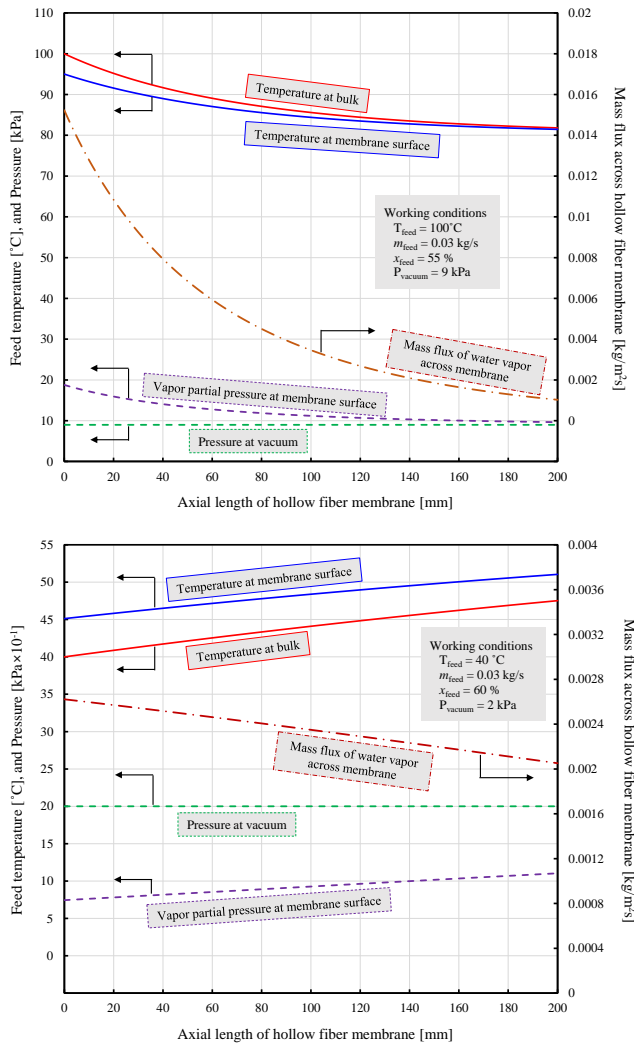 Feed temperature [˚C], and Pressure [kPa]
110
100
90
80
70
60
50
40
30
20
10
0
0.02
0.018
0.016
0.014
0.012
0.01
0.008
0.006
0.004
0.002
0
Mass flux across hollow fiber membrane [kg/m²s]
Temperature at
bulk
Temperature at membrane surface
Working conditions
T_feed = 100˚C
m_feed = 0.03 kg/s
x_feed = 55 %
P_vacuum = 9 kPa
Mass flux of water vapor
across membrane
Vapor partial pressure at membrane surface
Pressure at vacuum
0 20 40 60 80 100 120 140 160 180 200
Axial length of hollow fiber membrane [mm]
Feed temperature [˚C], and Pressure [kPa×10⁻¹]
55
50
45
40
35
30
25
20
15
10
5
0
0.004
0.0036
0.0032
0.0028
0.0024
0.002
0.0016
0.0012
0.0008
0.0004
0
Mass flux across hollow fiber membrane [kg/m²s]
Temperature at membrane surface
Temperature at bulk
Working conditions
T_feed = 40 ˚C
m_feed = 0.03 kg/s
x_feed = 60 %
P_vacuum = 2 kPa
Mass flux of water vapor
across membrane
Pressure at vacuum
Vapor partial pressure at membrane surface
0 20 40 60 80 100 120 140 160 180 200
Axial length of hollow fiber membrane [mm]